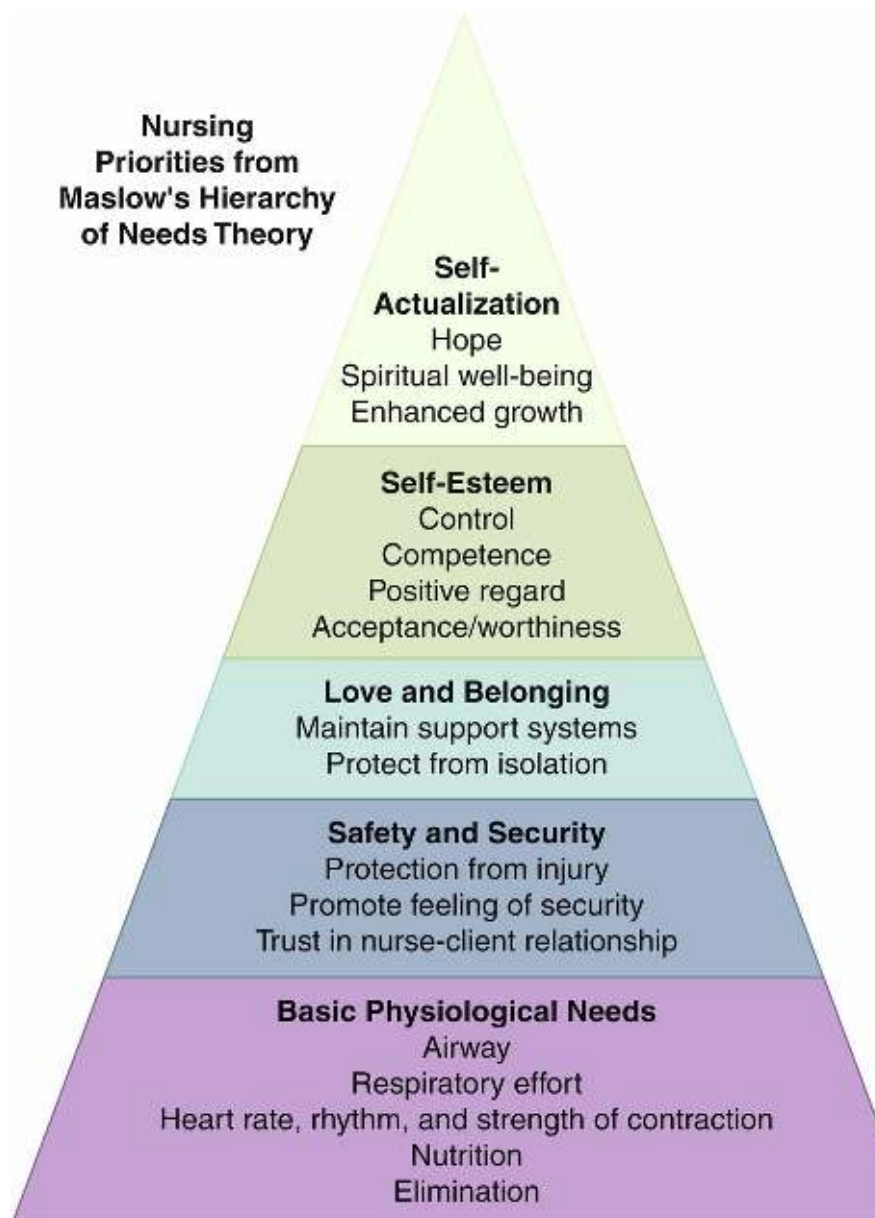 Nursing
Priorities from
Maslow's Hierarchy
of Needs Theory
Self-
Actualization
Hope
Spiritual well-being
Enhanced growth
Self-Esteem
Control
Competence
Positive regard
Acceptance/worthiness
Love and Belonging
Maintain support systems
Protect from isolation
Safety and Security
Protection from injury
Promote feeling of security
Trust in nurse-client relationship
Basic Physiological Needs
Airway
Respiratory effort
Heart rate, rhythm, and strength of contraction
Nutrition
Elimination